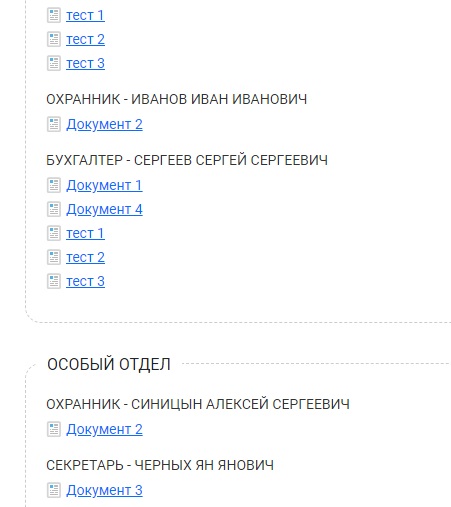 тест 1
тест 2
тест 3
ОХРАННИК - ИВАНОВ ИВАН ИВАНОВИЧ
Документ 2
БУХГАЛТЕР - СЕРГЕЕВ СЕРГЕЙ СЕРГЕЕВИЧ
Документ 1
Документ 4
тест 1
тест 2
тест 3
ОСОБЫЙ ОТДЕЛ
ОХРАННИК - СИНИЦЫН АЛЕКСЕЙ СЕРГЕЕВИЧ
Документ 2
СЕКРЕТАРЬ - ЧЕРНЫХ ЯН ЯНОВИЧ
Документ 3